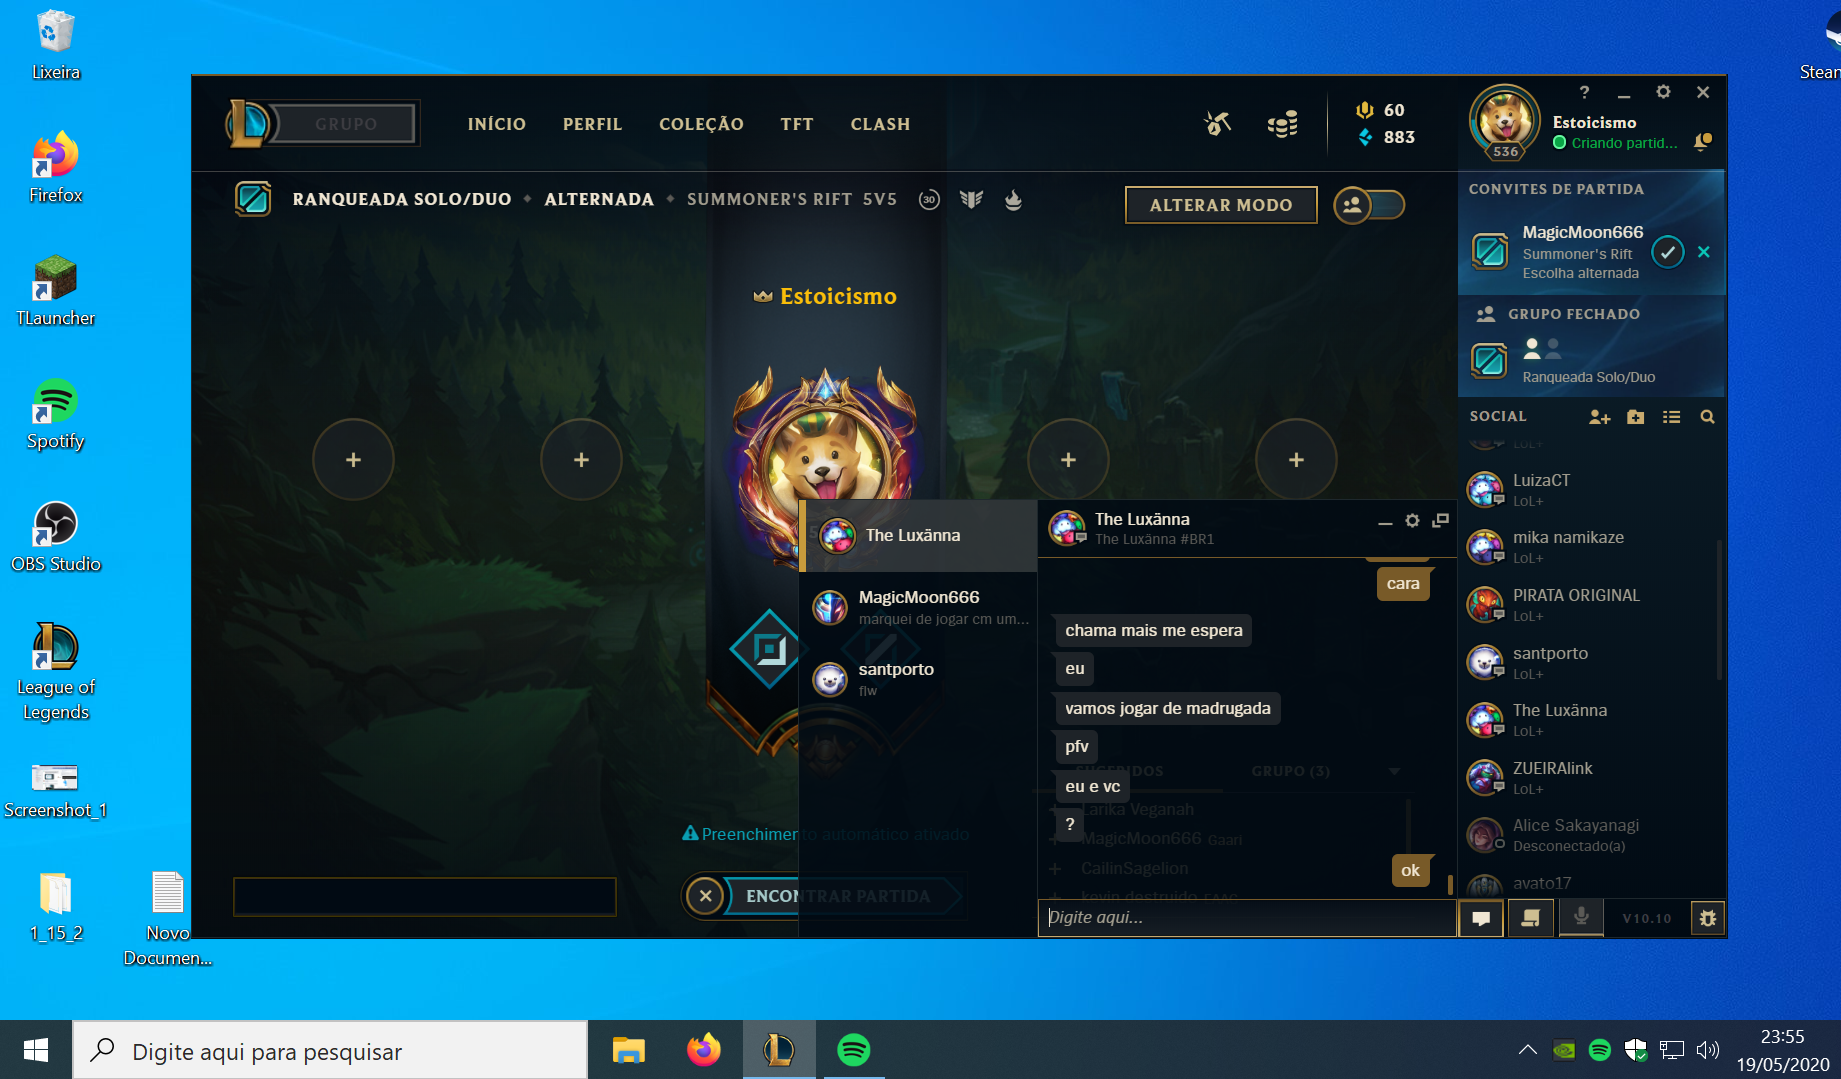 Lixeira
Firefox
TLauncher
Spotify
OBS Studio
League of
Legends
Screenshot_1
1_15_2
Novo
Documen...
GRUPO
INÍCIO
PERFIL
COLEÇÃO
TFT
CLASH
60
883
536
Estoicismo
Criando partid...
RANQUEADA SOLO/DUO
ALTERNADA
SUMMONER'S RIFT 5V5
30
ALTERAR MODO
CONVITES DE PARTIDA
MagicMoon666
Summoner's Rift
Escolha alternada
GRUPO FECHADO
Ranqueada Solo/Duo
Estoicismo
SOCIAL
LoL+
LuizaCT
LoL+
mika namikaze
LoL+
PIRATA ORIGINAL
LoL+
santporto
LoL+
The Luxänna
LoL+
ZUEIRAlink
LoL+
Alice Sakayanagi
Desconectado(a)
avato17
The Luxänna
MagicMoon666
marquei de jogar cm um...
santporto
flw
The Luxänna
The Luxänna #BR1
cara
chama mais me espera
eu
vamos jogar de madrugada
pfv
eu e vc
?
ok
Digite aqui...
SUGERIDOS
GRUPO (3)
Larika Veganah
MagicMoon666 Gaari
CailinSagelion
kevin destruido
Preenchimento automático ativado
ENCONTRAR PARTIDA
V10.10
Digite aqui para pesquisar
23:55
19/05/2020